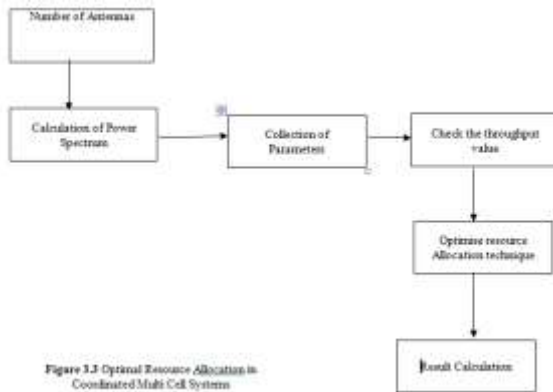 Number of Antennas
Calculation of Power
Spectrum
Collection of
Parameters
Check the throughput
value
Optimise resource
Allocation technique
Result Calculation
Figure 3.3 Optimal Resource Allocation in
Coordinated Multi Cell Systems